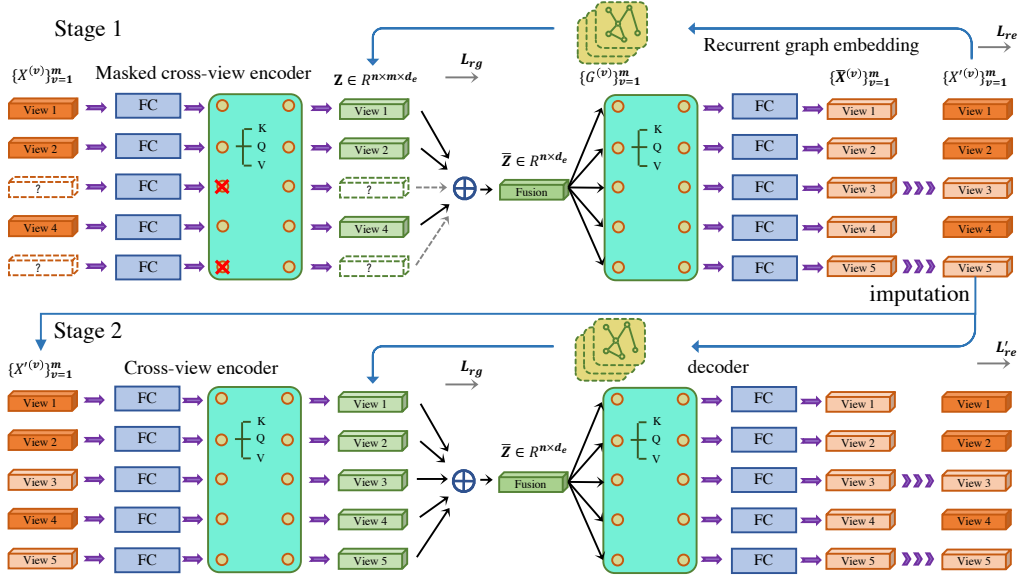 Stage 1
Recurrent graph embedding
L_re
{X^(v)}^m_v=1
Masked cross-view encoder
Z ∈ R^n×m×d_e
L_rg
{G^(v)}^m_v=1
{X̄^(v)}^m_v=1
{X'^(v)}^m_v=1
View 1 FC View 1 FC View 1 View 1
K
Q
V
K
Q
V
View 2 FC View 2 FC View 2 View 2
Z̄ ∈ R^n×d_e
? FC ? Fusion FC View 3 View 3
View 4 FC View 4 FC View 4 View 4
? FC ? FC View 5 View 5
imputation
Stage 2
{X'^(v)}^m_v=1
Cross-view encoder
L_rg
decoder
L'_re
View 1 FC View 1 FC View 1 View 1
K
Q
V
K
Q
V
View 2 FC View 2 FC View 2 View 2
Z̄ ∈ R^n×d_e
View 3 FC View 3 Fusion FC View 3 View 3
View 4 FC View 4 FC View 4 View 4
View 5 FC View 5 FC View 5 View 5